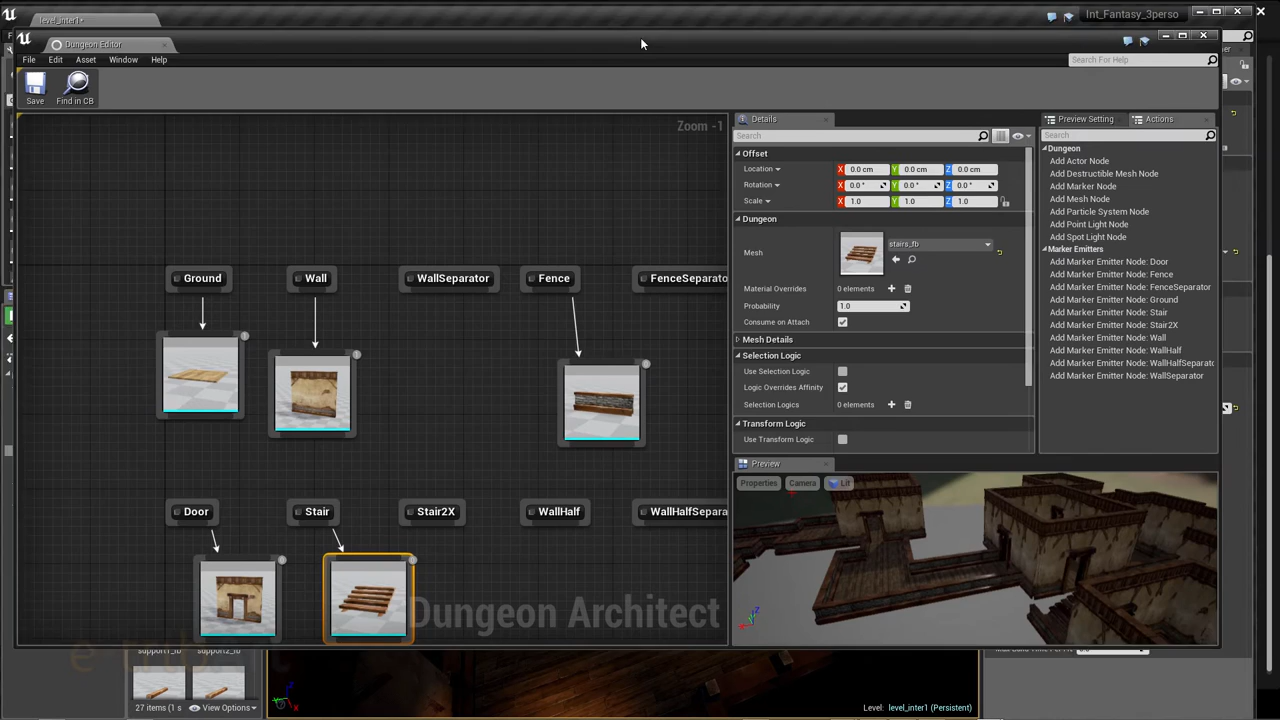 level_inter1*
Int_Fantasy_3perso
Dungeon Editor
File Edit Asset Window Help
Search For Help
Save
Find in CB
Zoom -1
Ground
Wall
WallSeparator
Fence
FenceSeparato
Door
Stair
Stair2X
WallHalf
WallHalfSepara
Dungeon Architect
Details
Search
Offset
Location X 0.0 cm Y 0.0 cm Z 0.0 cm
Rotation X 0.0 ° Y 0.0 ° Z 0.0 °
Scale X 1.0 Y 1.0 Z 1.0
Dungeon
Mesh
stairs_fb
Material Overrides 0 elements
Probability 1.0
Consume on Attach
Mesh Details
Selection Logic
Use Selection Logic
Logic Overrides Affinity
Selection Logics 0 elements
Transform Logic
Use Transform Logic
Preview Setting
Actions
Search
Dungeon
Add Actor Node
Add Destructible Mesh Node
Add Marker Node
Add Mesh Node
Add Particle System Node
Add Point Light Node
Add Spot Light Node
Marker Emitters
Add Marker Emitter Node: Door
Add Marker Emitter Node: Fence
Add Marker Emitter Node: FenceSeparator
Add Marker Emitter Node: Ground
Add Marker Emitter Node: Stair
Add Marker Emitter Node: Stair2X
Add Marker Emitter Node: Wall
Add Marker Emitter Node: WallHalf
Add Marker Emitter Node: WallHalfSeparato
Add Marker Emitter Node: WallSeparator
Preview
Properties
Camera
Lit
support1_fb
support2_fb
27 items (1 s
View Options
Level: level_inter1 (Persistent)